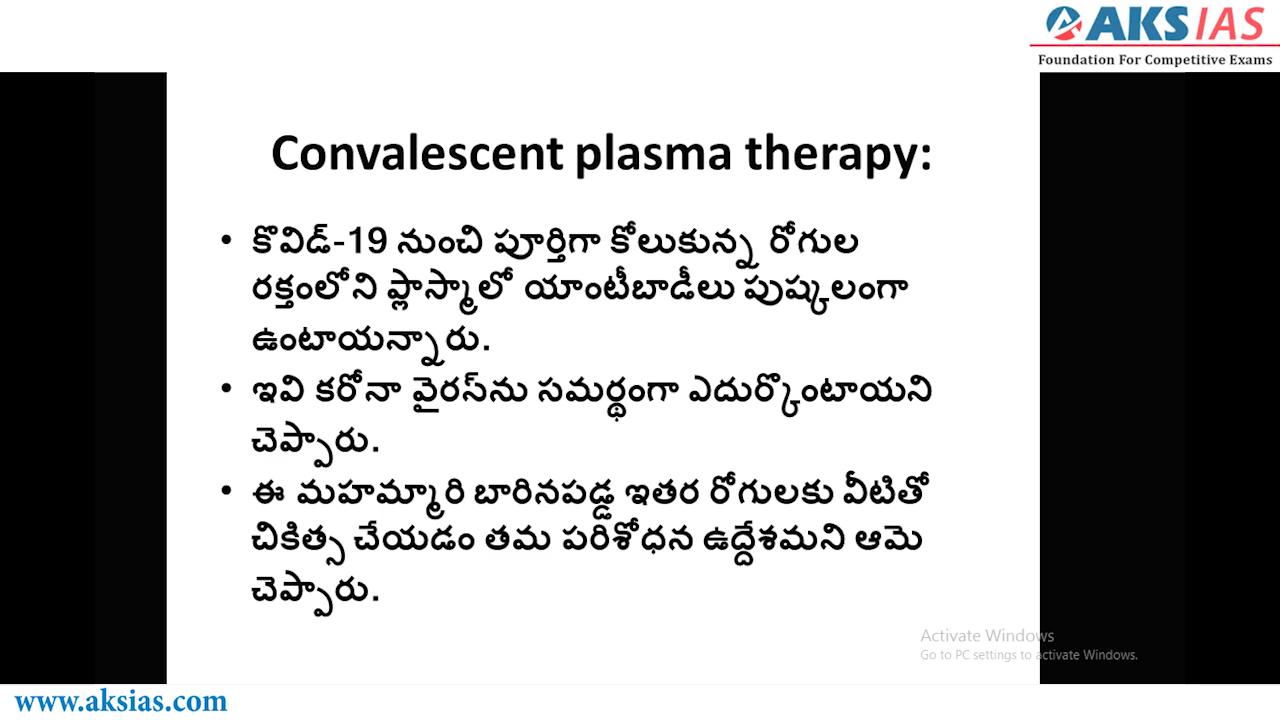 AKS IAS
Foundation For Competitive Exams
Convalescent plasma therapy:
• కొవిడ్-19 నుంచి పూర్తిగా కోలుకున్న రోగుల
రక్తంలోని ప్లాస్మాలో యాంటీబాడీలు పుష్కలంగా
ఉంటాయన్నారు.
• ఇవి కరోనా వైరస్‌ను సమర్థంగా ఎదుర్కొంటాయని
చెప్పారు.
• ఈ మహమ్మారి బారినపడ్డ ఇతర రోగులకు వీటితో
చికిత్స చేయడం తమ పరిశోధన ఉద్దేశమని ఆమె
చెప్పారు.
Activate Windows
Go to PC settings to activate Windows.
www.aksias.com